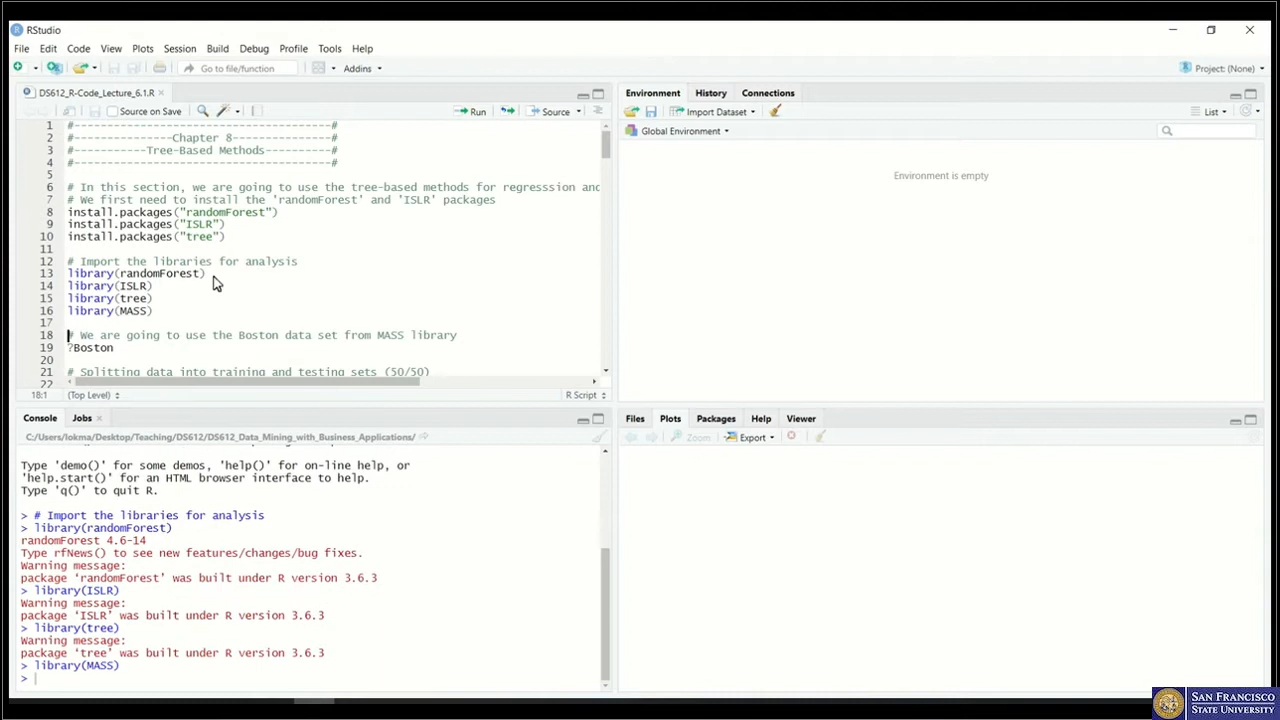 RStudio
File Edit Code View Plots Session Build Debug Profile Tools Help
Go to file/function Addins Project: (None)
DS612_R-Code_Lecture_6.1.R
Source on Save Run Source
1 #-----------------------------------#
2 #---------------Chapter 8---------------#
3 #-----------Tree-Based Methods----------#
4 #-----------------------------------#
5
6 # In this section, we are going to use the tree-based methods for regresssion and
7 # We first need to install the 'randomForest' and 'ISLR' packages
8 install.packages("randomForest")
9 install.packages("ISLR")
10 install.packages("tree")
11
12 # Import the libraries for analysis
13 library(randomForest)
14 library(ISLR)
15 library(tree)
16 library(MASS)
17
18 # We are going to use the Boston data set from MASS library
19 ?Boston
20
21 # Splitting data into training and testing sets (50/50)
22
18:1 (Top Level) R Script
Environment History Connections
Import Dataset List
Global Environment
Environment is empty
Console Jobs
C:/Users/lokma/Desktop/Teaching/DS612/DS612_Data_Mining_with_Business_Applications/
Type 'demo()' for some demos, 'help()' for on-line help, or
'help.start()' for an HTML browser interface to help.
Type 'q()' to quit R.
> # Import the libraries for analysis
> library(randomForest)
randomForest 4.6-14
Type rfNews() to see new features/changes/bug fixes.
Warning message:
package ‘randomForest’ was built under R version 3.6.3
> library(ISLR)
Warning message:
package ‘ISLR’ was built under R version 3.6.3
> library(tree)
Warning message:
package ‘tree’ was built under R version 3.6.3
> library(MASS)
>
Files Plots Packages Help Viewer
Zoom Export
SAN FRANCISCO
STATE UNIVERSITY